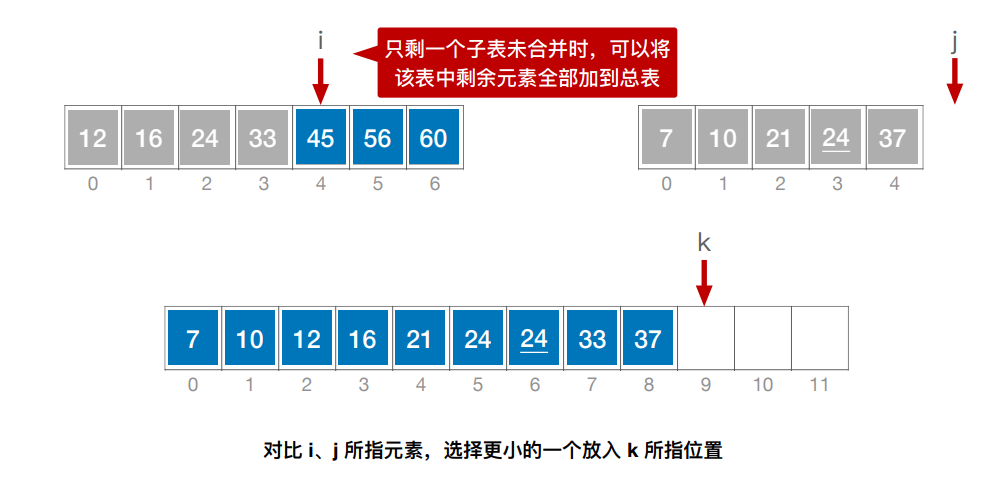 i
只剩一个子表未合并时，可以将
该表中剩余元素全部加到总表
j
12 16 24 33 45 56 60
0 1 2 3 4 5 6
7 10 21 24 37
0 1 2 3 4
k
7 10 12 16 21 24 24 33 37
0 1 2 3 4 5 6 7 8 9 10 11
对比 i、j 所指元素，选择更小的一个放入 k 所指位置